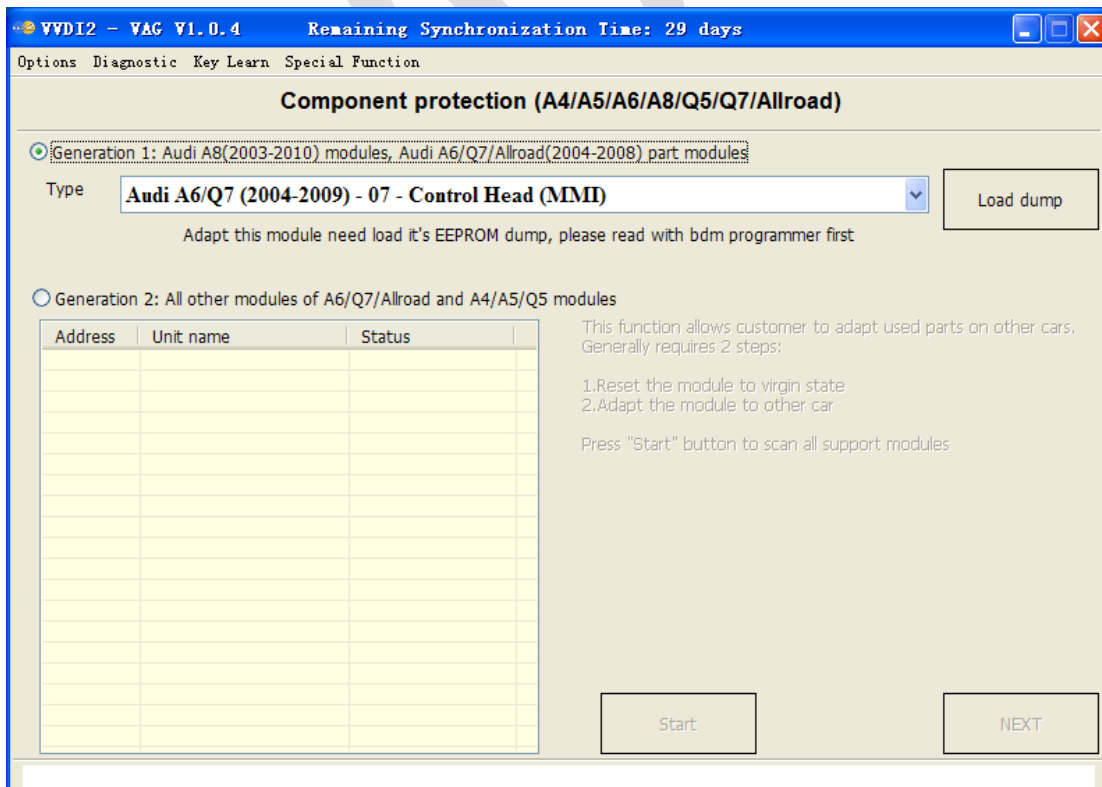 VVDI2 - VAG V1.0.4 Remaining Synchronization Time: 29 days
Options Diagnostic Key Learn Special Function
Component protection (A4/A5/A6/A8/Q5/Q7/Allroad)
Generation 1: Audi A8(2003-2010) modules, Audi A6/Q7/Allroad(2004-2008) part modules
Type Audi A6/Q7 (2004-2009) - 07 - Control Head (MMI) Load dump
Adapt this module need load it's EEPROM dump, please read with bdm programmer first
Generation 2: All other modules of A6/Q7/Allroad and A4/A5/Q5 modules
Address Unit name Status
This function allows customer to adapt used parts on other cars.
Generally requires 2 steps:
1.Reset the module to virgin state
2.Adapt the module to other car
Press "Start" button to scan all support modules
Start NEXT